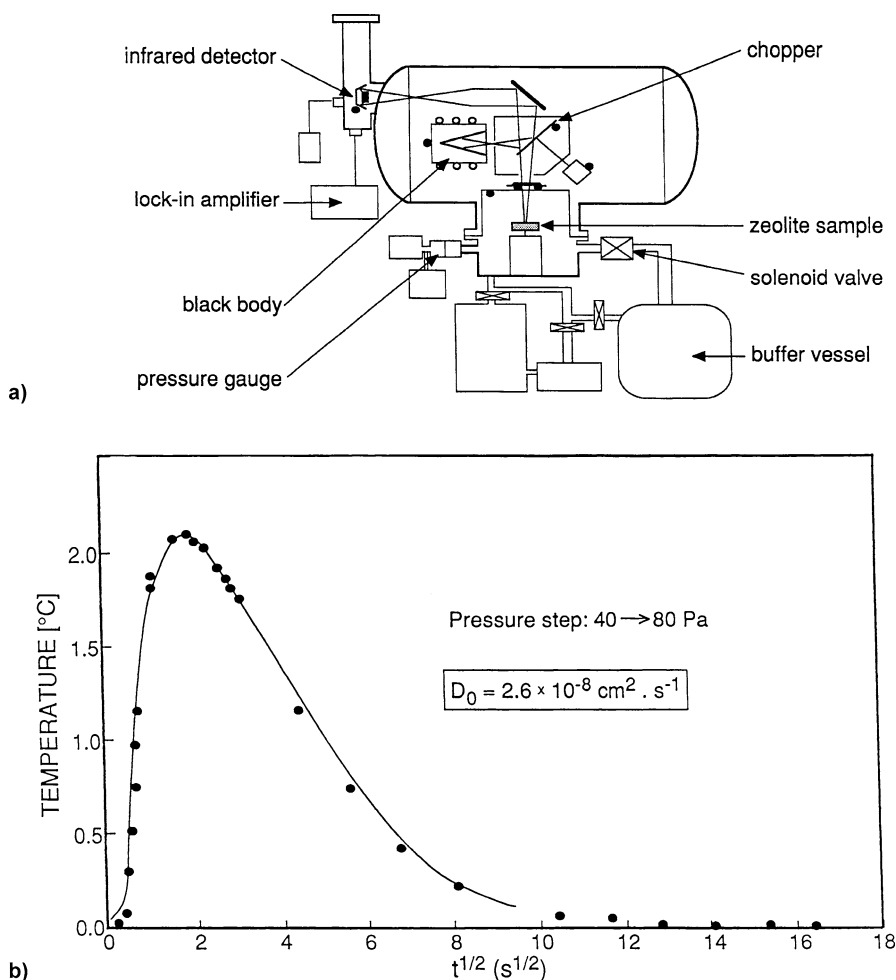 infrared detector
chopper
lock-in amplifier
zeolite sample
solenoid valve
black body
buffer vessel
pressure gauge
a)
TEMPERATURE [°C]
2.0
1.5
1.0
0.5
0.0
Pressure step: 40→80 Pa
D₀ = 2.6 × 10⁻⁸ cm² . s⁻¹
0 2 4 6 8 10 12 14 16 18
t¹/² (s¹/²)
b)